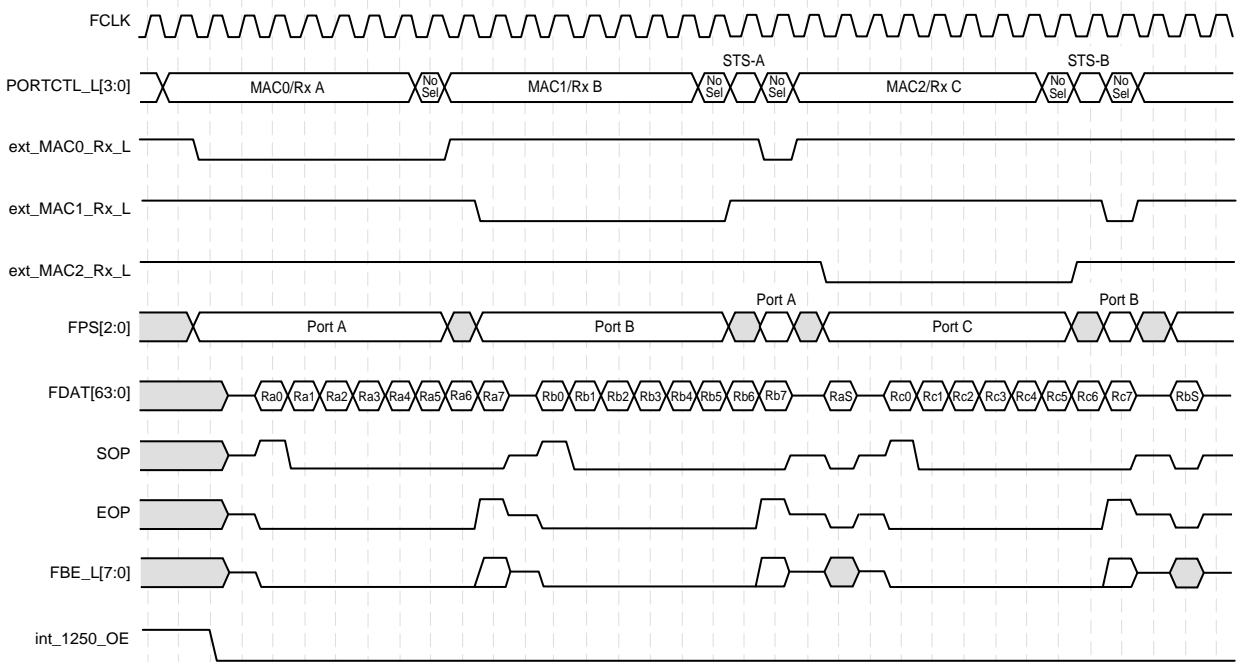 FCLK
STS-A STS-B
PORTCTL_L[3:0] MAC0/Rx A No Sel MAC1/Rx B No Sel No Sel MAC2/Rx C No Sel No Sel
ext_MAC0_Rx_L
ext_MAC1_Rx_L
ext_MAC2_Rx_L
Port A Port B
FPS[2:0] Port A Port B Port C
FDAT[63:0] Ra0 Ra1 Ra2 Ra3 Ra4 Ra5 Ra6 Ra7 Rb0 Rb1 Rb2 Rb3 Rb4 Rb5 Rb6 Rb7 RaS Rc0 Rc1 Rc2 Rc3 Rc4 Rc5 Rc6 Rc7 RbS
SOP
EOP
FBE_L[7:0]
int_1250_OE